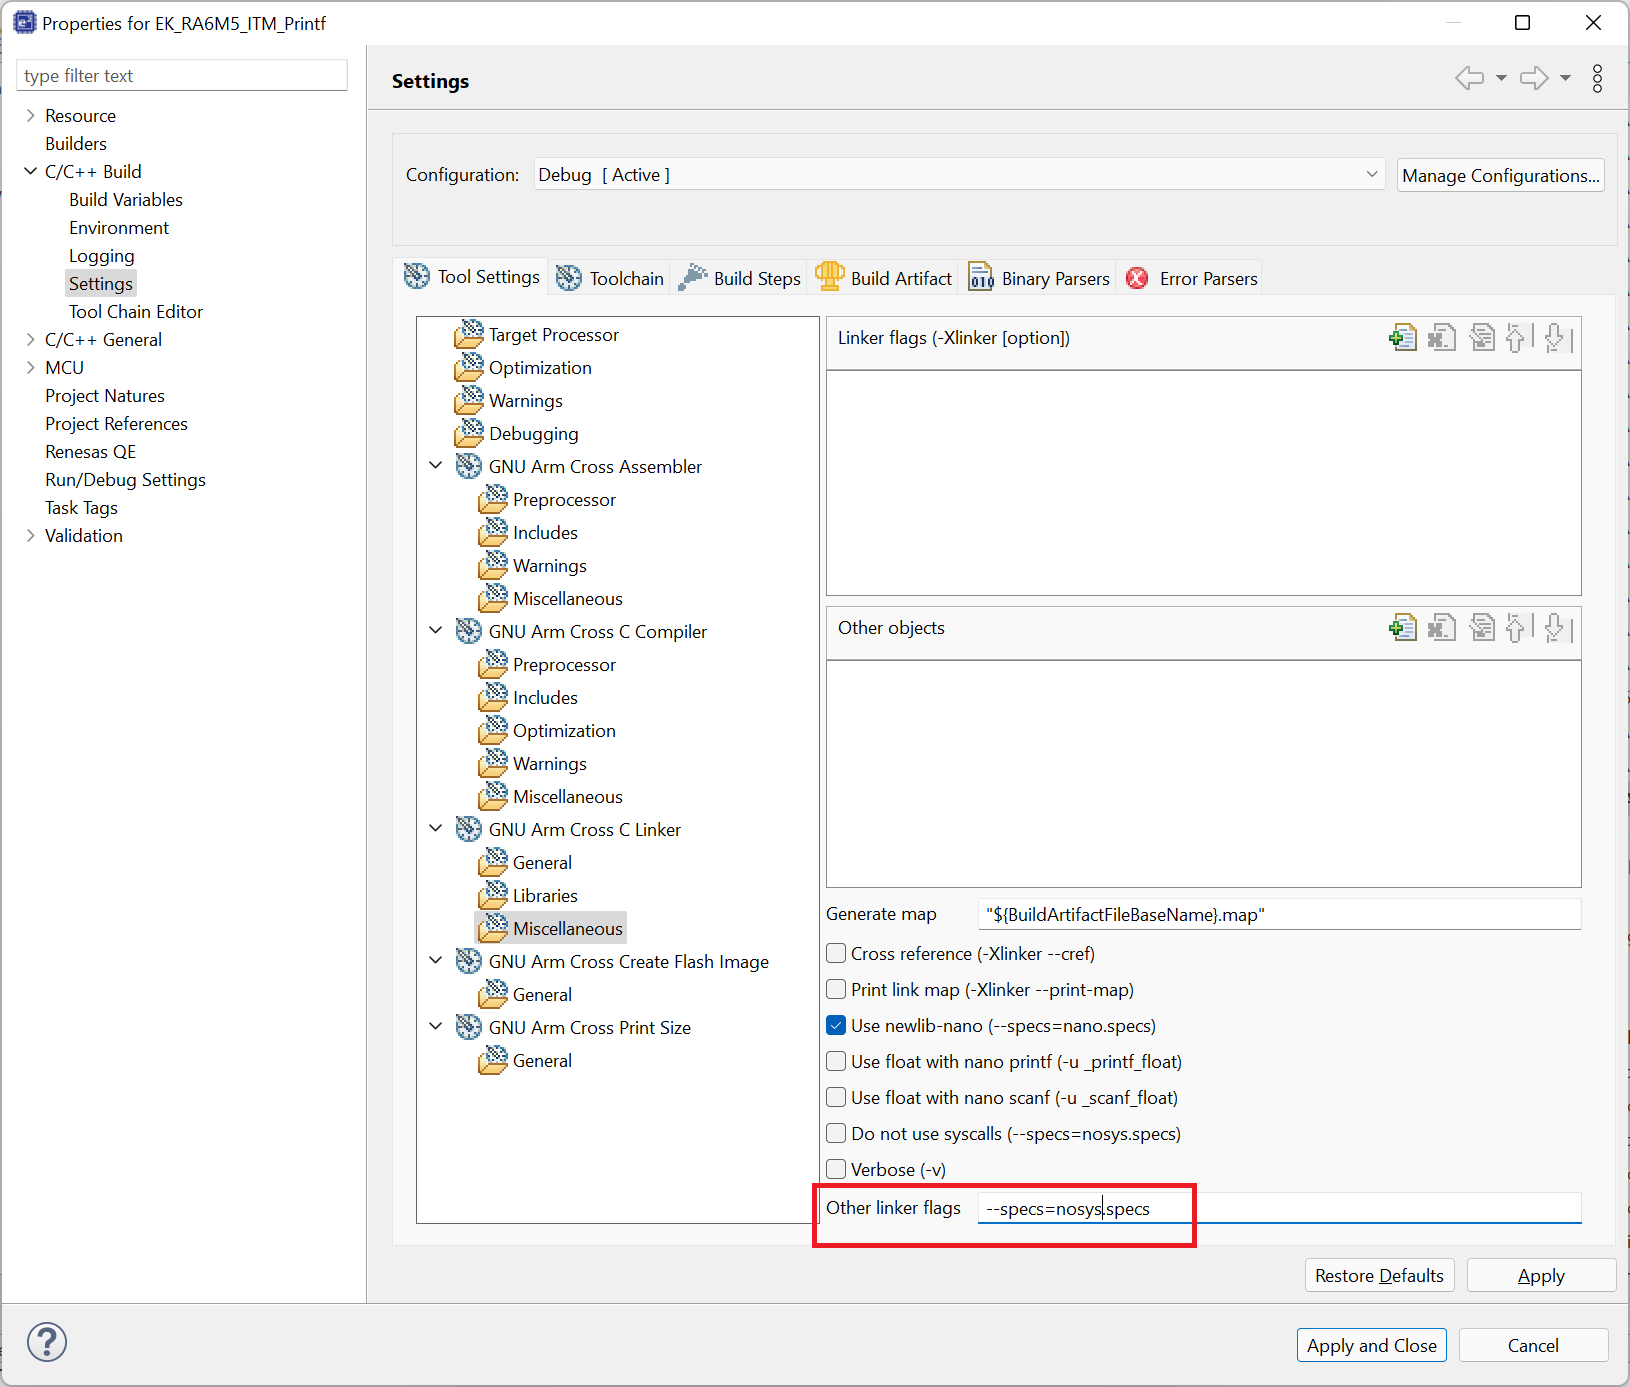 Properties for EK_RA6M5_ITM_Printf
type filter text
Resource
Builders
C/C++ Build
Build Variables
Environment
Logging
Settings
Tool Chain Editor
C/C++ General
MCU
Project Natures
Project References
Renesas QE
Run/Debug Settings
Task Tags
Validation
Settings
Configuration: Debug [ Active ] Manage Configurations...
Tool Settings Toolchain Build Steps Build Artifact Binary Parsers Error Parsers
Target Processor
Optimization
Warnings
Debugging
GNU Arm Cross Assembler
Preprocessor
Includes
Warnings
Miscellaneous
GNU Arm Cross C Compiler
Preprocessor
Includes
Optimization
Warnings
Miscellaneous
GNU Arm Cross C Linker
General
Libraries
Miscellaneous
GNU Arm Cross Create Flash Image
General
GNU Arm Cross Print Size
General
Linker flags (-Xlinker [option])
Other objects
Generate map "${BuildArtifactFileBaseName}.map"
Cross reference (-Xlinker --cref)
Print link map (-Xlinker --print-map)
Use newlib-nano (--specs=nano.specs)
Use float with nano printf (-u _printf_float)
Use float with nano scanf (-u _scanf_float)
Do not use syscalls (--specs=nosys.specs)
Verbose (-v)
Other linker flags --specs=nosys.specs
Restore Defaults Apply
Apply and Close Cancel